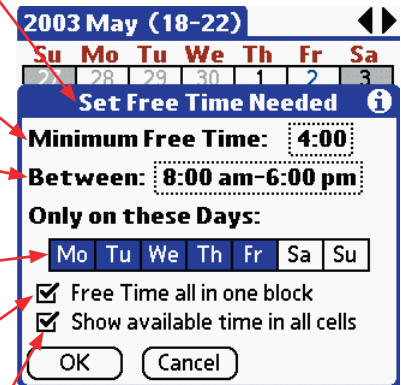 2003 May (18-22)
Su Mo Tu We Th Fr Sa
27 28 29 30 1 2 3
Set Free Time Needed i
Minimum Free Time: 4:00
Between: 8:00 am-6:00 pm
Only on these Days:
Mo Tu We Th Fr Sa Su
Free Time all in one block
Show available time in all cells
OK Cancel